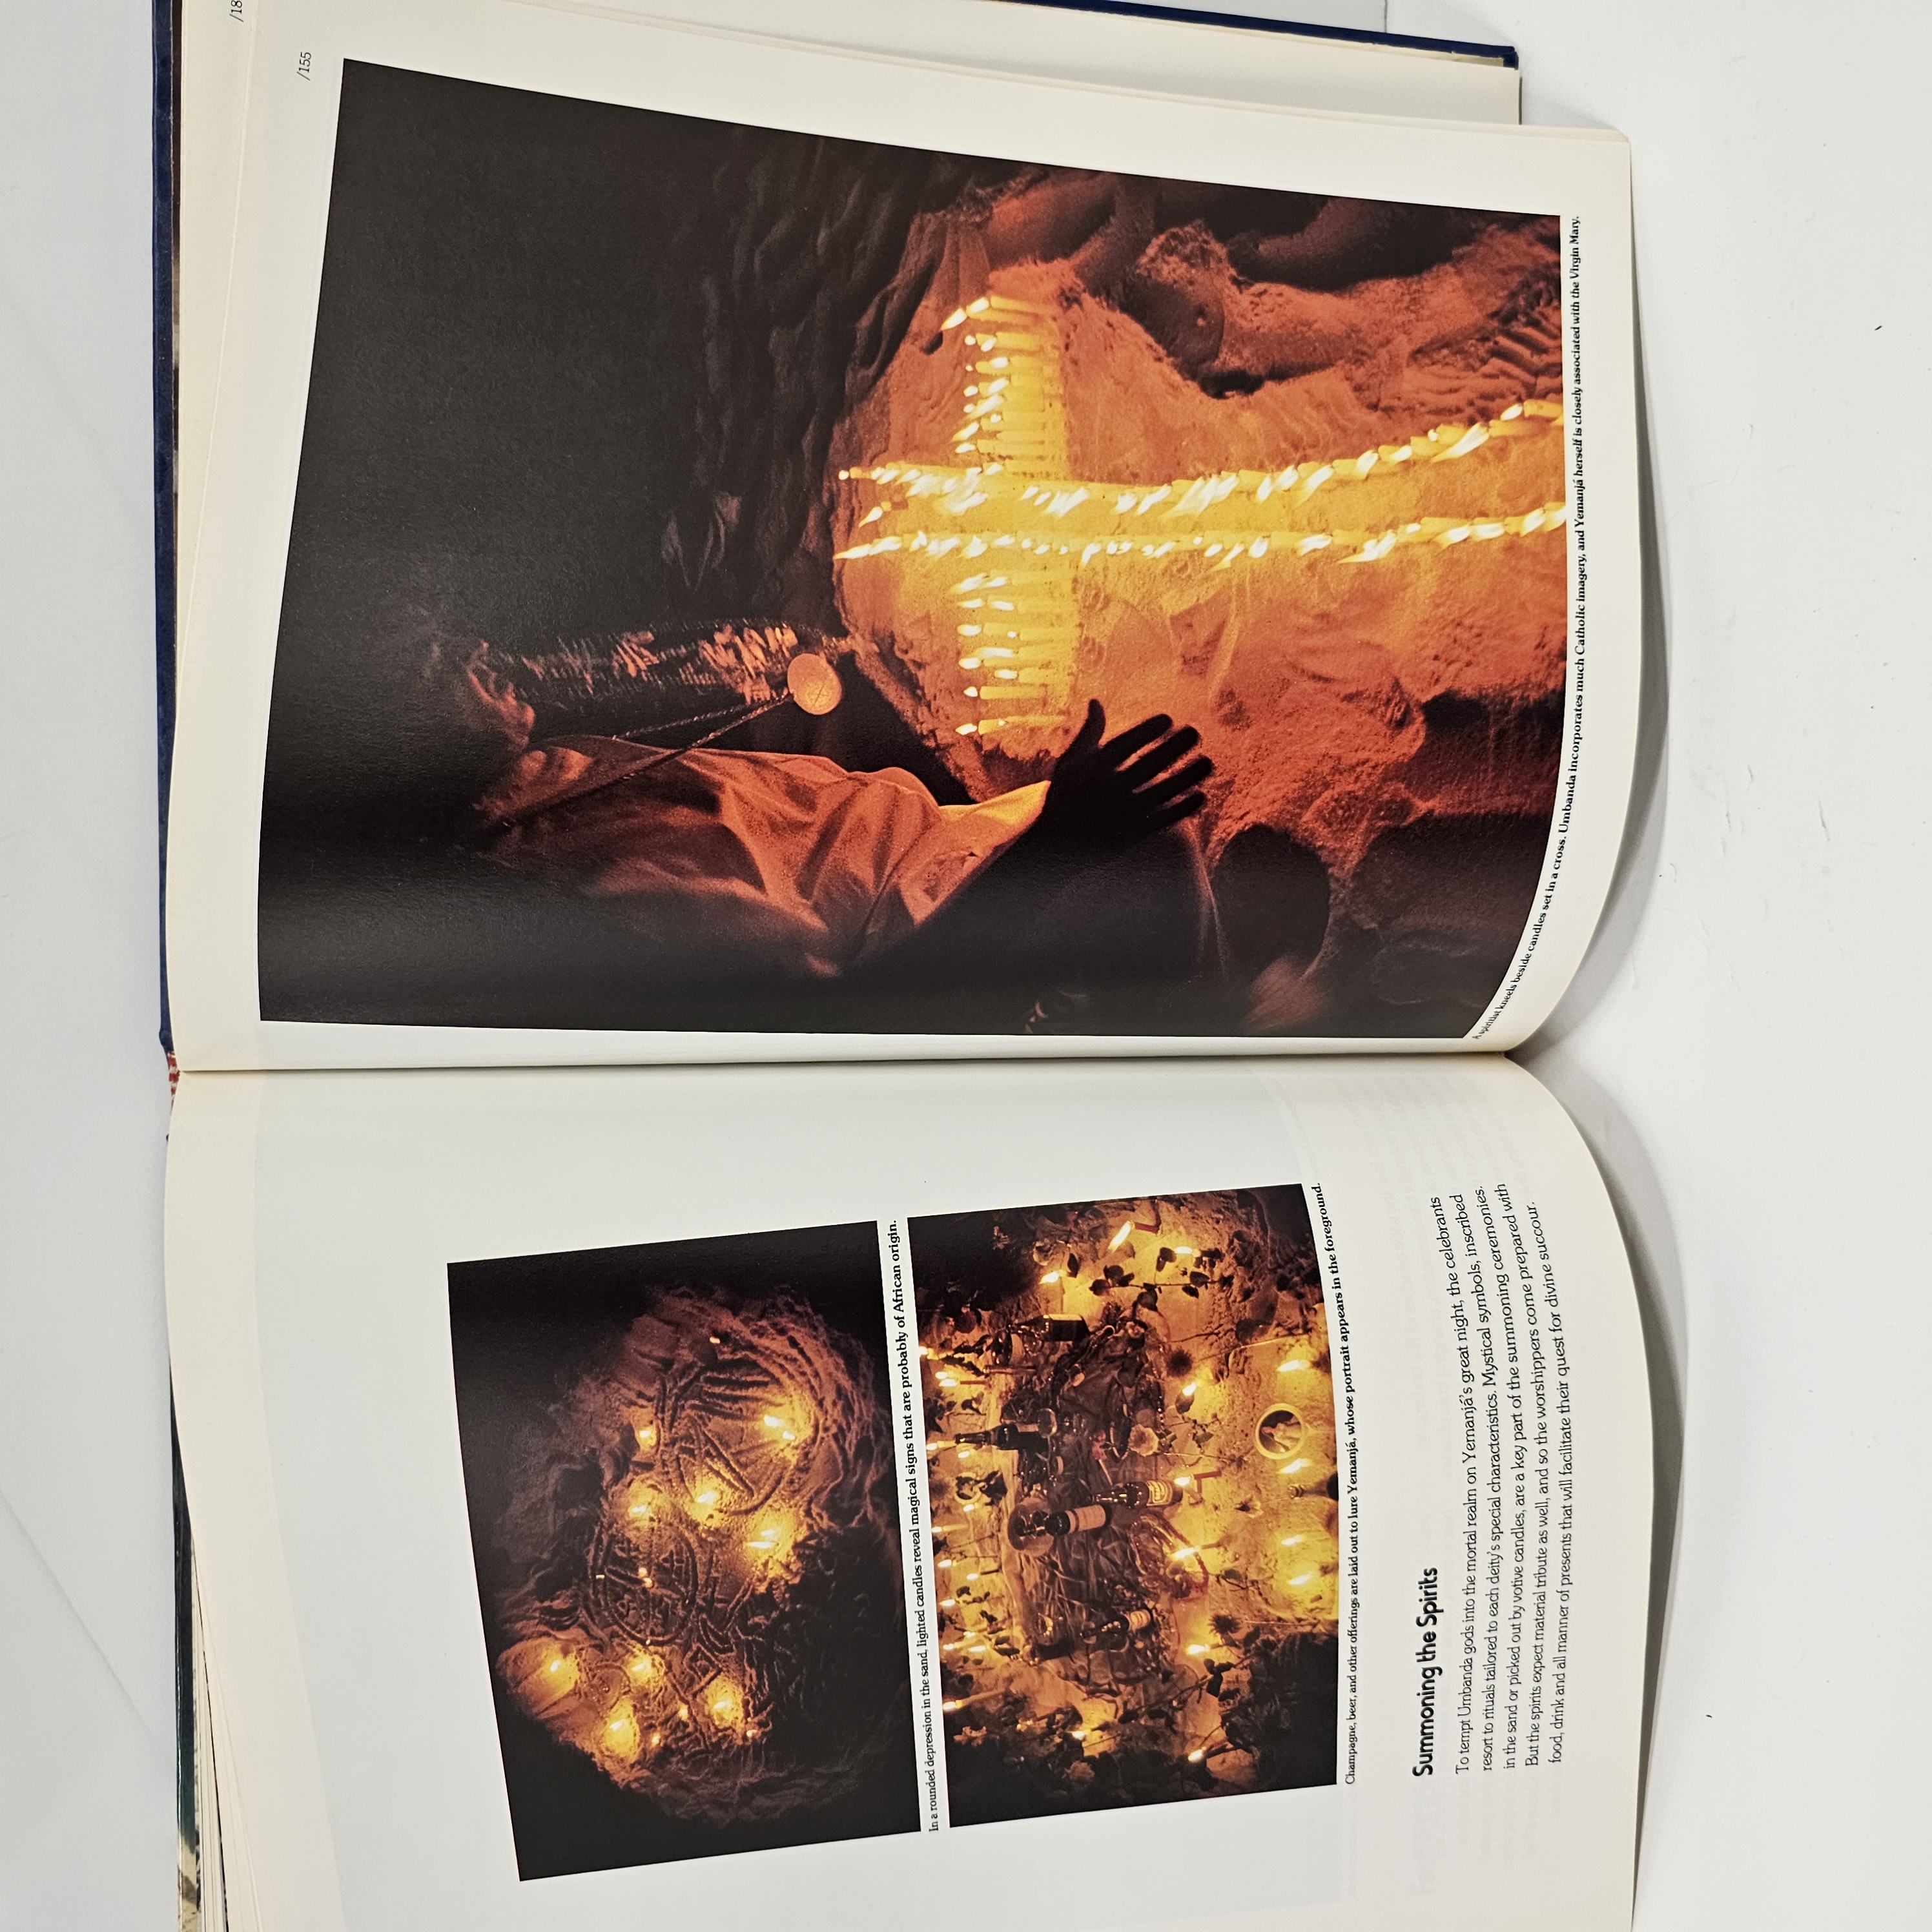 In a rounded depression in the sand, lighted candles reveal magical signs that are probably of African origin.
Champagne, beer, and other offerings are laid out to lure Yemanjá, whose portrait appears in the foreground.
Summoning the Spirits
To tempt Umbanda gods into the mortal realm on Yemanjá's great night, the celebrants
resort to rituals tailored to each deity's special characteristics. Mystical symbols, inscribed
in the sand or picked out by votive candles, are a key part of the summoning ceremonies.
But the spirits expect material tribute as well, and so the worshippers come prepared with
food, drink and all manner of presents that will facilitate their quest for divine succour.
/18
/155
A spiritist kneels beside candles set in a cross. Umbanda incorporates much Catholic imagery, and Yemanjá herself is closely associated with the Virgin Mary.